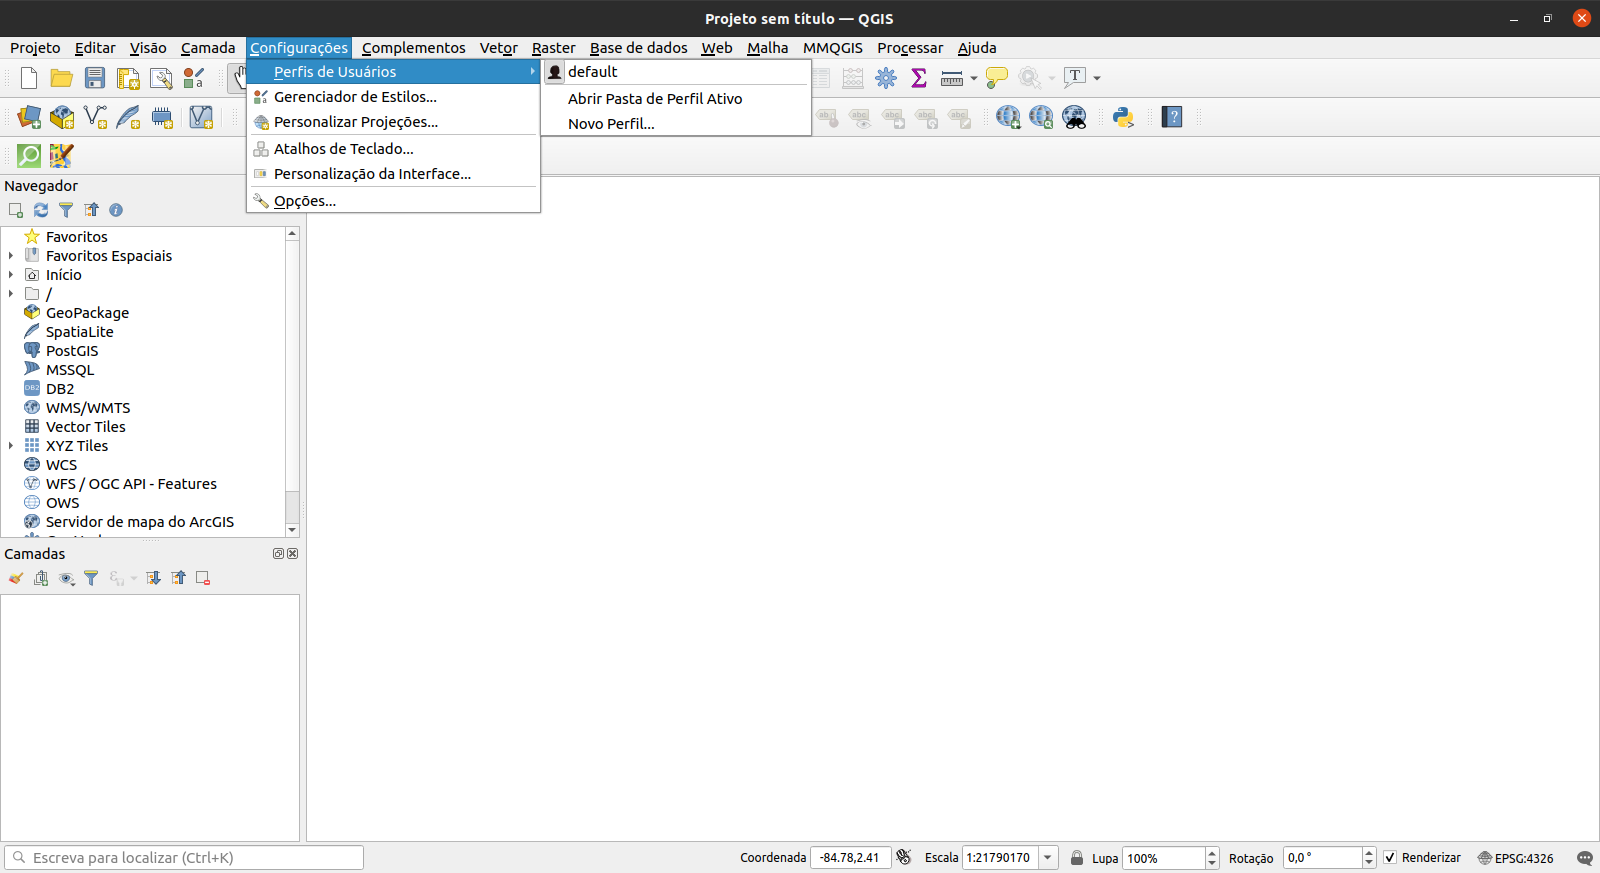 Projeto sem título — QGIS
Projeto Editar Visão Camada Configurações Complementos Vetor Raster Base de dados Web Malha MMQGIS Processar Ajuda
Perfis de Usuários
Gerenciador de Estilos...
Personalizar Projeções...
Atalhos de Teclado...
Personalização da Interface...
Opções...
default
Abrir Pasta de Perfil Ativo
Novo Perfil...
Navegador
Favoritos
Favoritos Espaciais
Início
/
GeoPackage
SpatiaLite
PostGIS
MSSQL
DB2
WMS/WMTS
Vector Tiles
XYZ Tiles
WCS
WFS / OGC API - Features
OWS
Servidor de mapa do ArcGIS
Camadas
Escreva para localizar (Ctrl+K)
Coordenada -84.78,2.41 Escala 1:21790170 Lupa 100% Rotação 0,0 ° Renderizar EPSG:4326